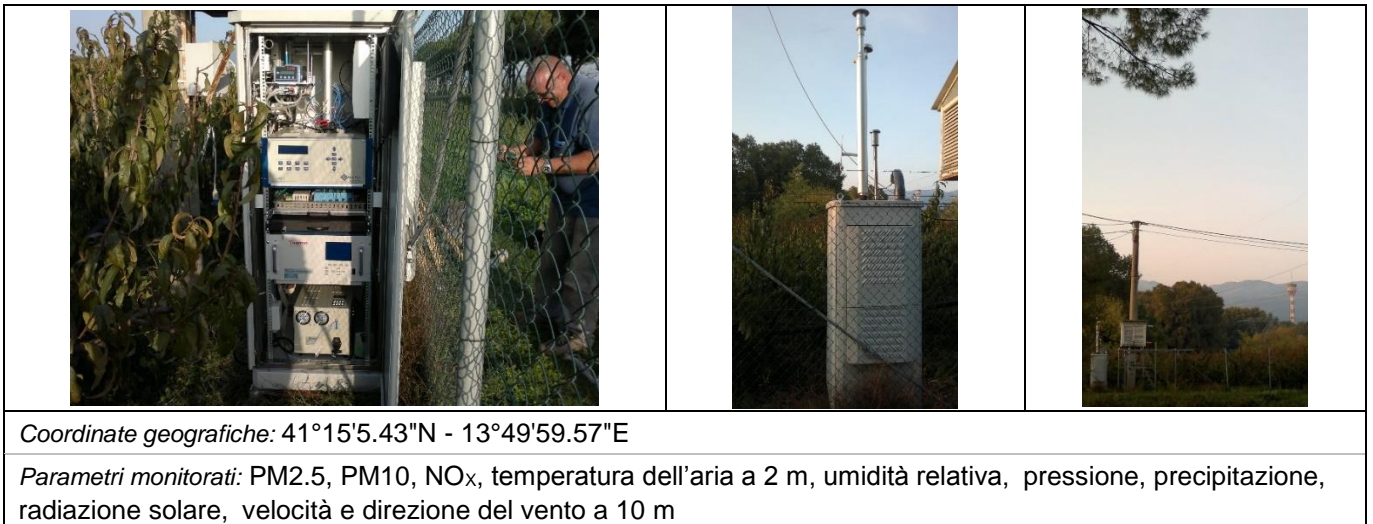 Coordinate geografiche: 41°15'5.43"N - 13°49'59.57"E
Parametri monitorati: PM2.5, PM10, NOX, temperatura dell'aria a 2 m, umidità relativa, pressione, precipitazione,
radiazione solare, velocità e direzione del vento a 10 m